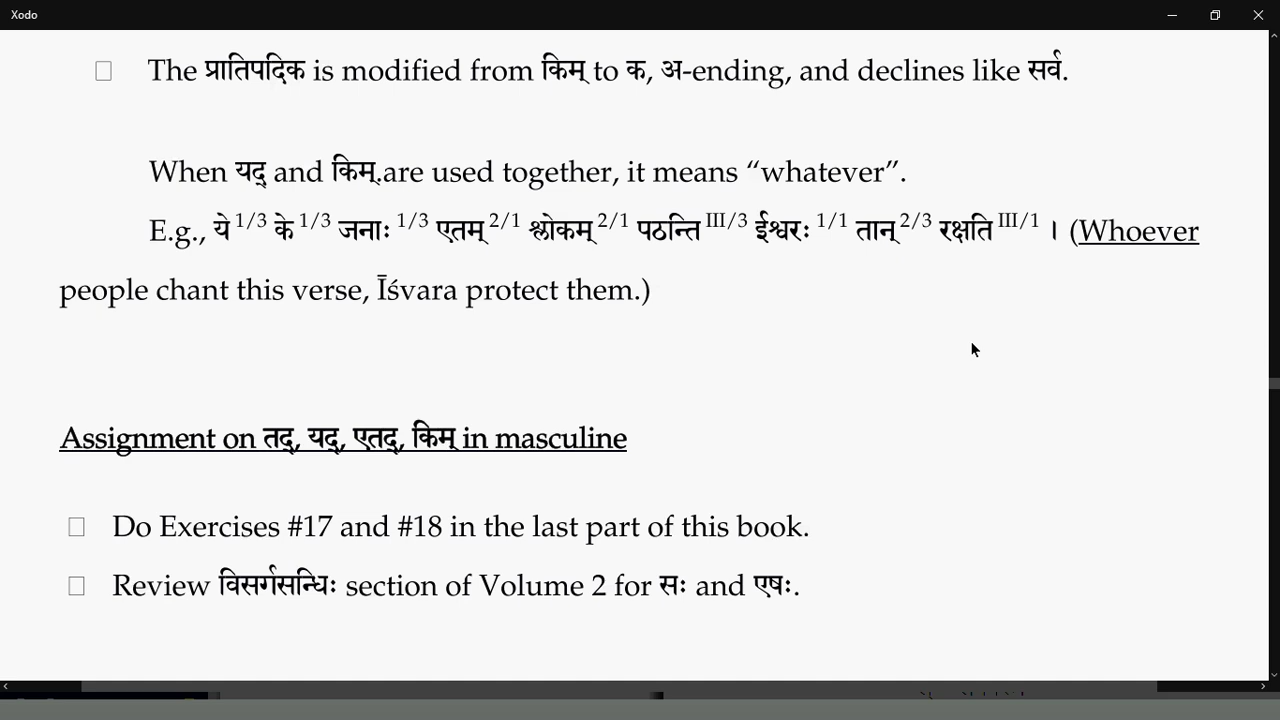 Xodo
The प्रातिपदिक is modified from किम् to क, अ-ending, and declines like सर्व.
When यद् and किम्.are used together, it means “whatever”.
E.g., ये 1/3 के 1/3 जनाः 1/3 एतम् 2/1 श्लोकम् 2/1 पठन्ति III/3 ईश्वरः 1/1 तान् 2/3 रक्षति III/1 । (Whoever
people chant this verse, Īśvara protect them.)
Assignment on तद्, यद्, एतद्, किम् in masculine
Do Exercises #17 and #18 in the last part of this book.
Review विसर्गसन्धिः section of Volume 2 for सः and एषः.